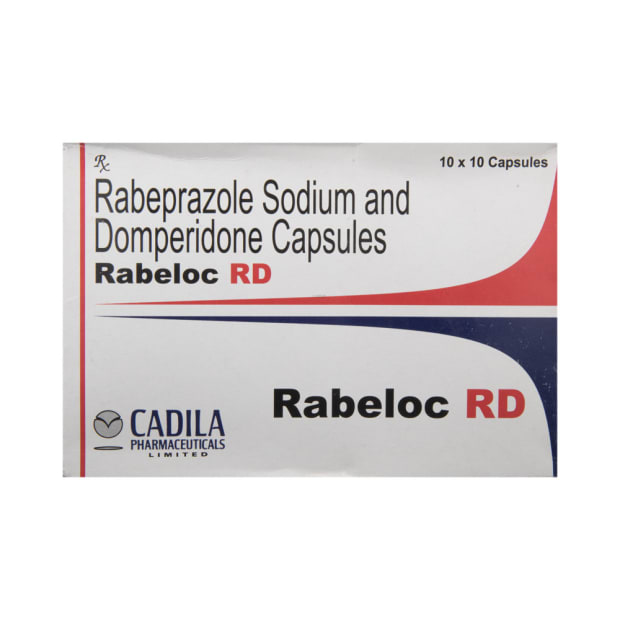 Rx
10 x 10 Capsules
Rabeprazole Sodium and
Domperidone Capsules
Rabeloc RD
Rabeloc RD
CADILA
PHARMACEUTICALS
LIMITED